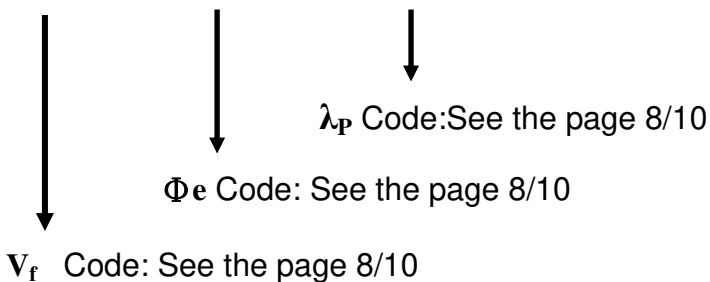 λP Code:See the page 8/10
Φe Code: See the page 8/10
Vf Code: See the page 8/10